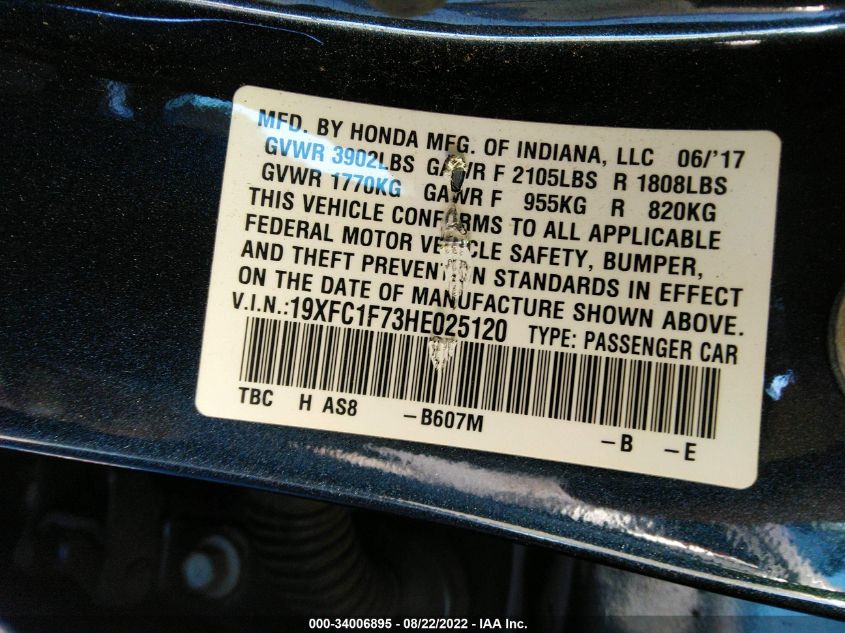 MFD. BY HONDA MFG. OF INDIANA, LLC 06/'17
GVWR 3902LBS GAWR F 2105LBS R 1808LBS
GVWR 1770KG GAWR F 955KG R 820KG
THIS VEHICLE CONFORMS TO ALL APPLICABLE
FEDERAL MOTOR VEHICLE SAFETY, BUMPER,
AND THEFT PREVENTION STANDARDS IN EFFECT
ON THE DATE OF MANUFACTURE SHOWN ABOVE.
V.I.N.:19XFC1F73HE025120 TYPE: PASSENGER CAR
TBC H AS8 -B607M -B -E
000-34006895 - 08/22/2022 - IAA Inc.